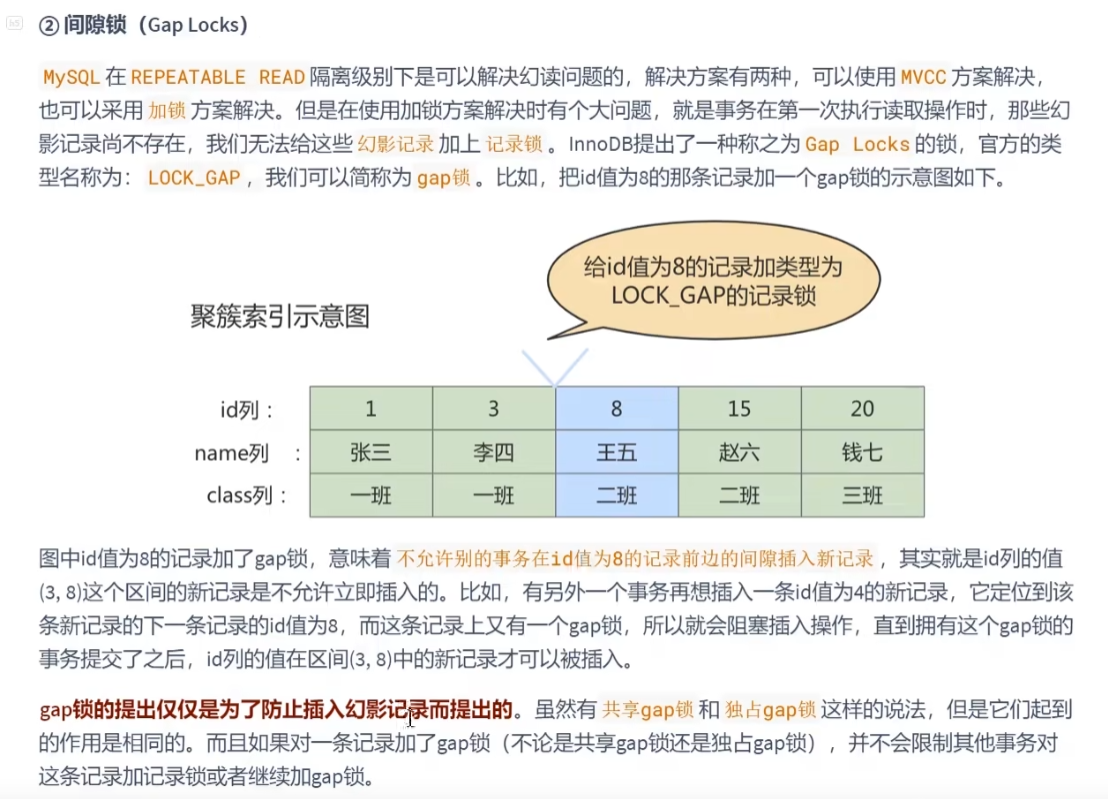 ② 间隙锁（Gap Locks）
MySQL 在 REPEATABLE READ 隔离级别下是可以解决幻读问题的，解决方案有两种，可以使用 MVCC 方案解决，
也可以采用 加锁 方案解决。但是在使用加锁方案解决时有个大问题，就是事务在第一次执行读取操作时，那些幻
影记录尚不存在，我们无法给这些 幻影记录 加上 记录锁 。InnoDB提出了一种称之为 Gap Locks 的锁，官方的类
型名称为： LOCK_GAP ，我们可以简称为 gap锁 。比如，把id值为8的那条记录加一个gap锁的示意图如下。
给id值为8的记录加类型为
LOCK_GAP的记录锁
聚簇索引示意图
id列： 1 3 8 15 20
name列 ： 张三 李四 王五 赵六 钱七
class列： 一班 一班 二班 二班 三班
图中id值为8的记录加了gap锁，意味着 不允许别的事务在id值为8的记录前边的间隙插入新记录 ，其实就是id列的值
(3, 8)这个区间的新记录是不允许立即插入的。比如，有另外一个事务再想插入一条id值为4的新记录，它定位到该
条新记录的下一条记录的id值为8，而这条记录上又有一个gap锁，所以就会阻塞插入操作，直到拥有这个gap锁的
事务提交了之后，id列的值在区间(3, 8)中的新记录才可以被插入。
gap锁的提出仅仅是为了防止插入幻影记录而提出的。虽然有 共享gap锁 和 独占gap锁 这样的说法，但是它们起到
的作用是相同的。而且如果对一条记录加了gap锁（不论是共享gap锁还是独占gap锁），并不会限制其他事务对
这条记录加记录锁或者继续加gap锁。